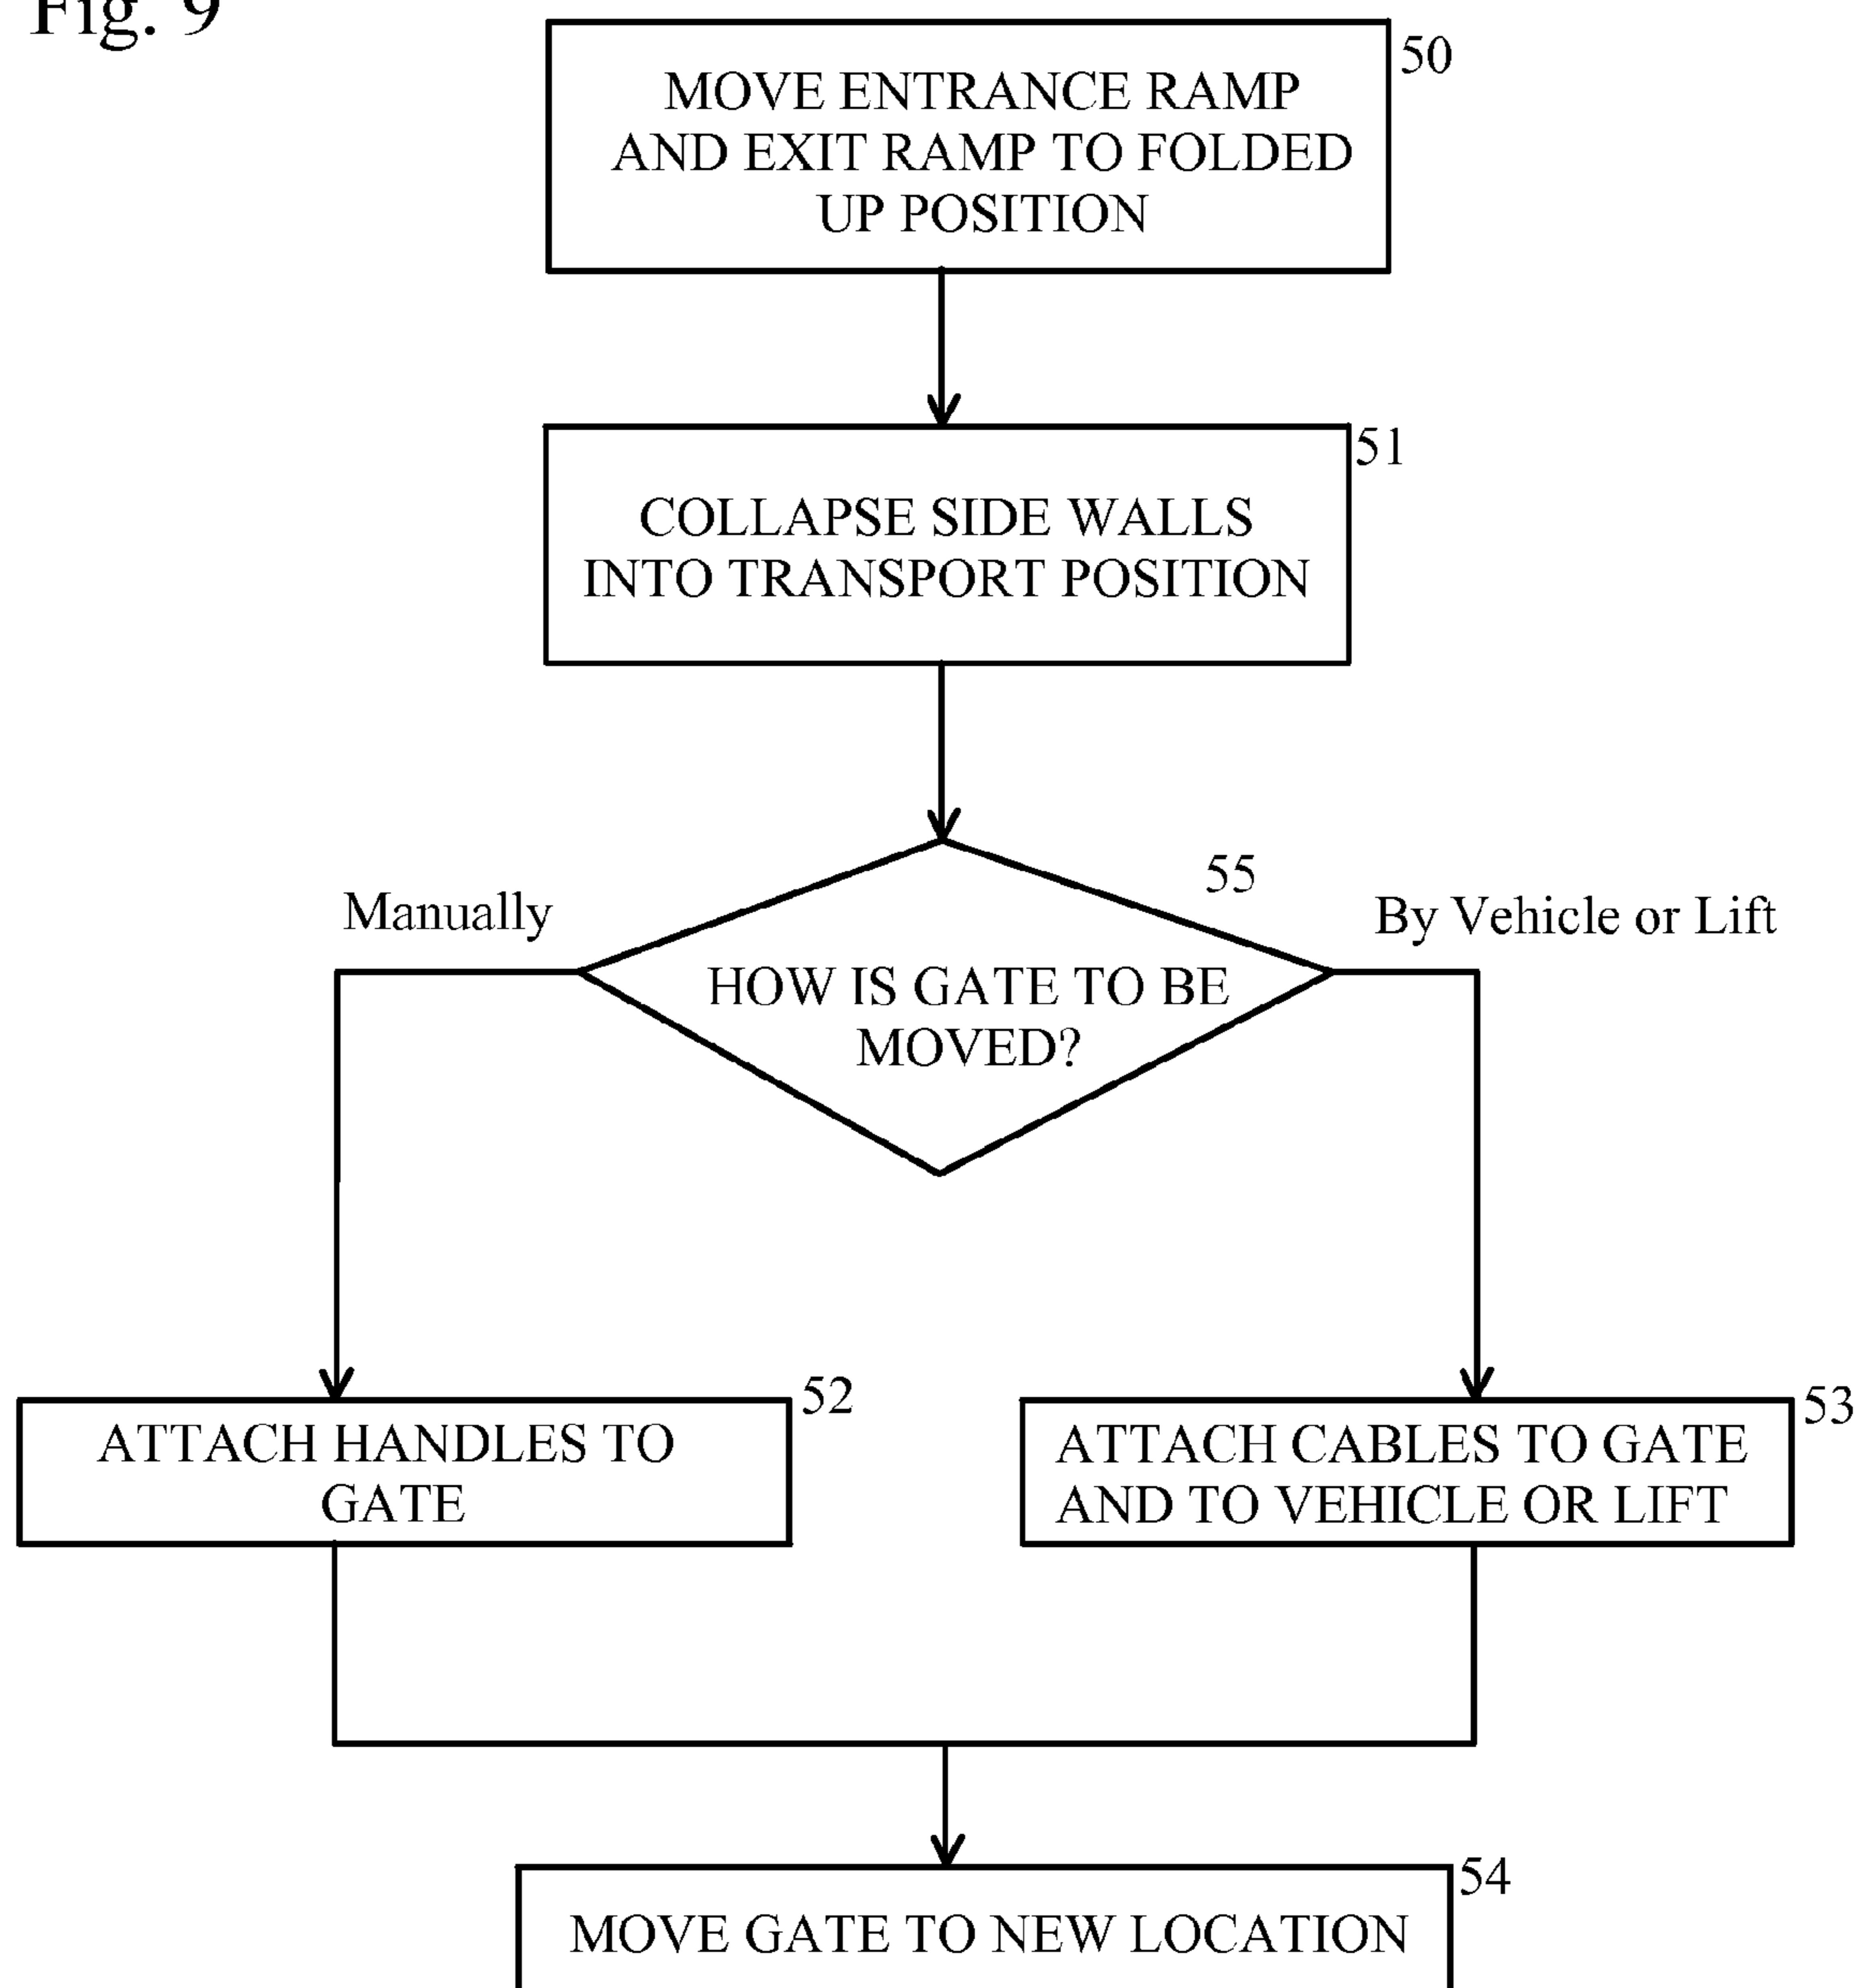 Fig. 9
50
MOVE ENTRANCE RAMP
AND EXIT RAMP TO FOLDED
UP POSITION
51
COLLAPSE SIDE WALLS
INTO TRANSPORT POSITION
55
Manually
By Vehicle or Lift
HOW IS GATE TO BE
MOVED?
52
ATTACH HANDLES TO
GATE
53
ATTACH CABLES TO GATE
AND TO VEHICLE OR LIFT
54
MOVE GATE TO NEW LOCATION